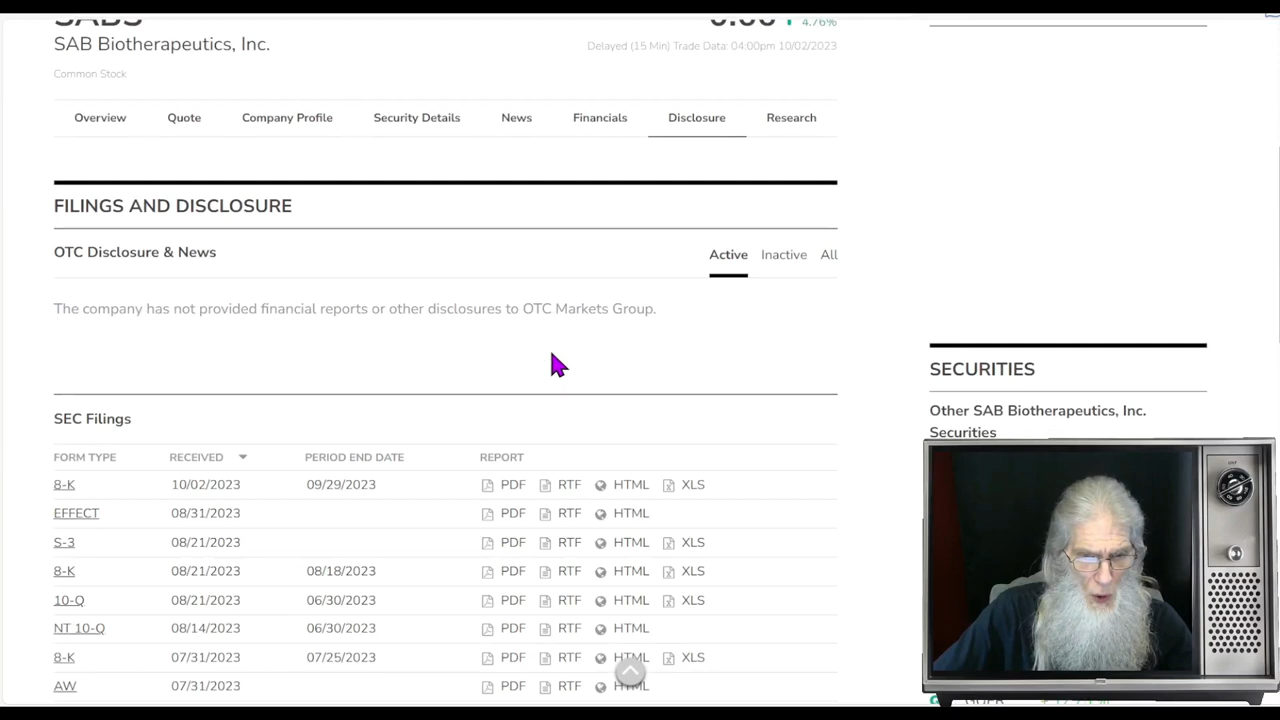 SABS
4.76%
SAB Biotherapeutics, Inc.
Delayed (15 Min) Trade Data: 04:00pm 10/02/2023
Common Stock
Overview Quote Company Profile Security Details News Financials Disclosure Research
FILINGS AND DISCLOSURE
OTC Disclosure & News
Active Inactive All
The company has not provided financial reports or other disclosures to OTC Markets Group.
SEC Filings
FORM TYPE RECEIVED PERIOD END DATE REPORT
8-K 10/02/2023 09/29/2023 PDF RTF HTML XLS
EFFECT 08/31/2023 PDF RTF HTML
S-3 08/21/2023 PDF RTF HTML XLS
8-K 08/21/2023 08/18/2023 PDF RTF HTML XLS
10-Q 08/21/2023 06/30/2023 PDF RTF HTML XLS
NT 10-Q 08/14/2023 06/30/2023 PDF RTF HTML
8-K 07/31/2023 07/25/2023 PDF RTF HTML XLS
AW 07/31/2023 PDF RTF HTML
SECURITIES
Other SAB Biotherapeutics, Inc.
Securities